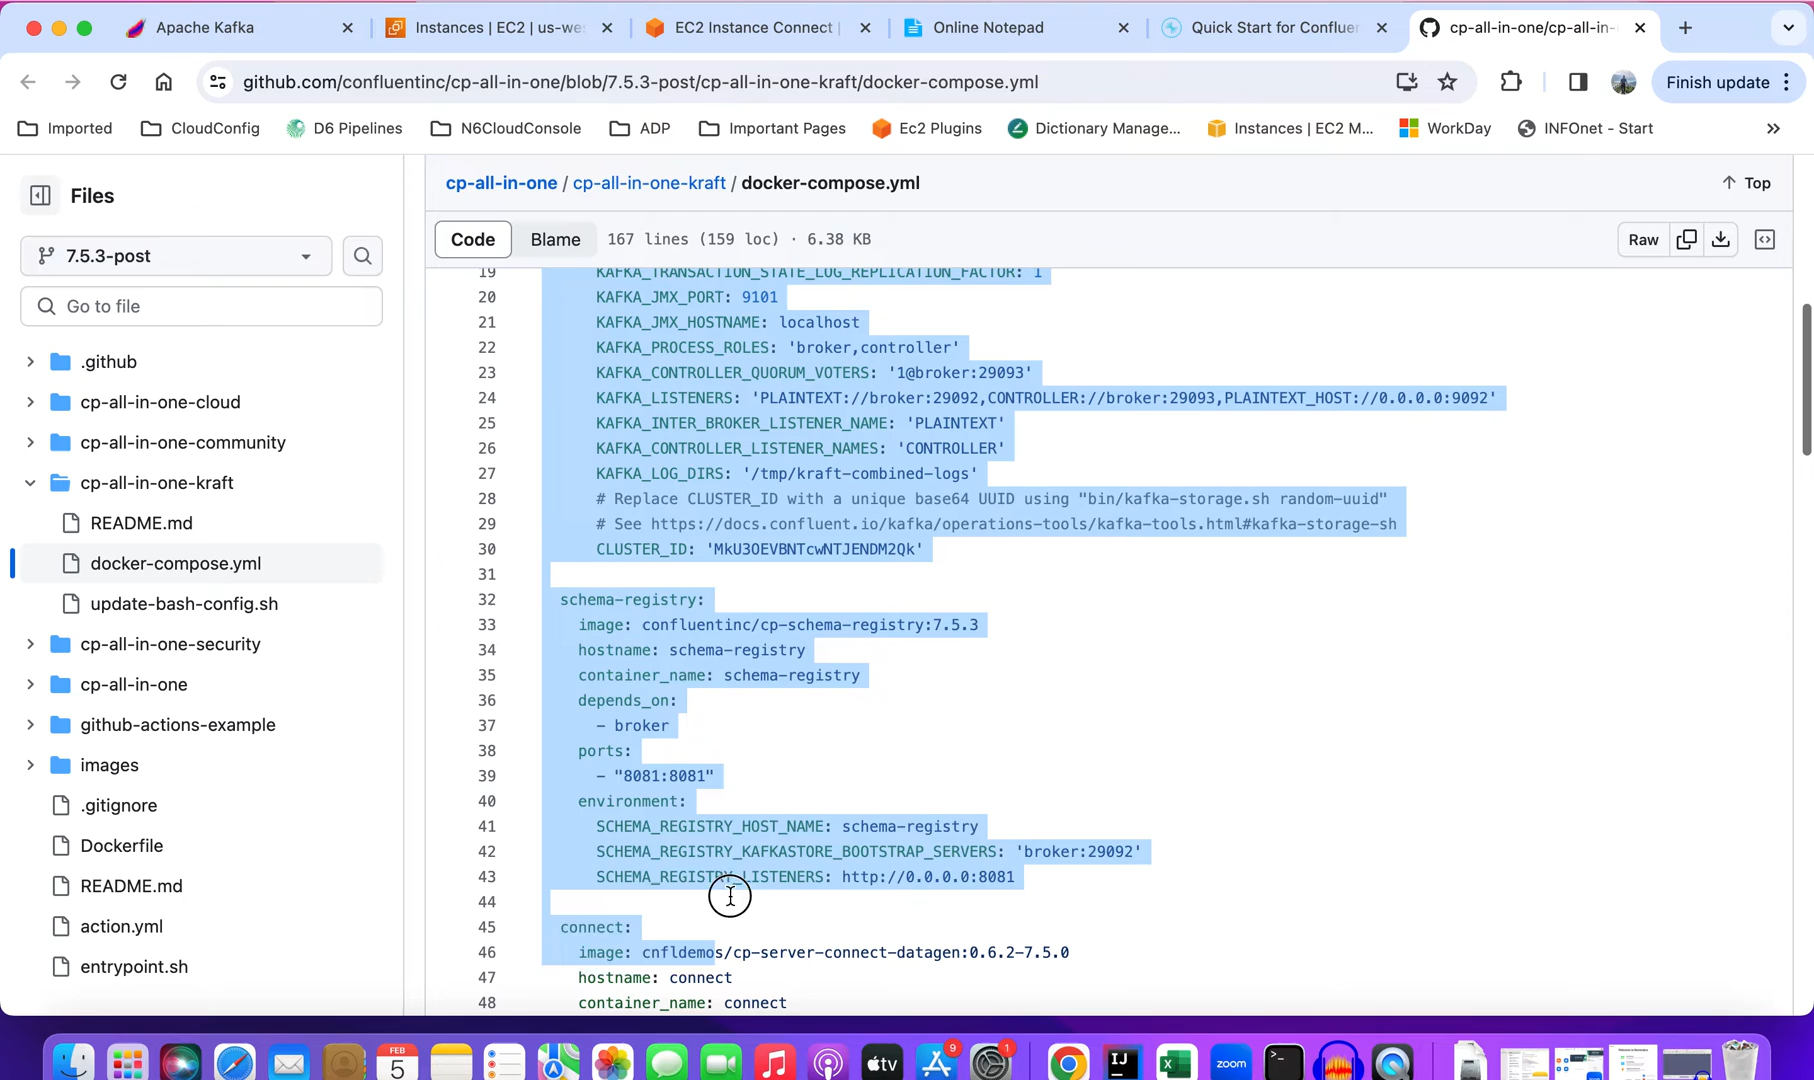 Apache Kafka
Instances | EC2 | us-we
EC2 Instance Connect |
Online Notepad
Quick Start for Confluen
cp-all-in-one/cp-all-in-
github.com/confluentinc/cp-all-in-one/blob/7.5.3-post/cp-all-in-one-kraft/docker-compose.yml
Finish update
Imported
CloudConfig
D6 Pipelines
N6CloudConsole
ADP
Important Pages
Ec2 Plugins
Dictionary Manage...
Instances | EC2 M...
WorkDay
INFOnet - Start
Files
7.5.3-post
Go to file
.github
cp-all-in-one-cloud
cp-all-in-one-community
cp-all-in-one-kraft
README.md
docker-compose.yml
update-bash-config.sh
cp-all-in-one-security
cp-all-in-one
github-actions-example
images
.gitignore
Dockerfile
README.md
action.yml
entrypoint.sh
cp-all-in-one / cp-all-in-one-kraft / docker-compose.yml
Top
Code
Blame
167 lines (159 loc) · 6.38 KB
Raw
19 KAFKA_TRANSACTION_STATE_LOG_REPLICATION_FACTOR: 1
20 KAFKA_JMX_PORT: 9101
21 KAFKA_JMX_HOSTNAME: localhost
22 KAFKA_PROCESS_ROLES: 'broker,controller'
23 KAFKA_CONTROLLER_QUORUM_VOTERS: '1@broker:29093'
24 KAFKA_LISTENERS: 'PLAINTEXT://broker:29092,CONTROLLER://broker:29093,PLAINTEXT_HOST://0.0.0.0:9092'
25 KAFKA_INTER_BROKER_LISTENER_NAME: 'PLAINTEXT'
26 KAFKA_CONTROLLER_LISTENER_NAMES: 'CONTROLLER'
27 KAFKA_LOG_DIRS: '/tmp/kraft-combined-logs'
28 # Replace CLUSTER_ID with a unique base64 UUID using "bin/kafka-storage.sh random-uuid"
29 # See https://docs.confluent.io/kafka/operations-tools/kafka-tools.html#kafka-storage-sh
30 CLUSTER_ID: 'MkU3OEVBNTcwNTJENDM2Qk'
31
32 schema-registry:
33 image: confluentinc/cp-schema-registry:7.5.3
34 hostname: schema-registry
35 container_name: schema-registry
36 depends_on:
37 - broker
38 ports:
39 - "8081:8081"
40 environment:
41 SCHEMA_REGISTRY_HOST_NAME: schema-registry
42 SCHEMA_REGISTRY_KAFKASTORE_BOOTSTRAP_SERVERS: 'broker:29092'
43 SCHEMA_REGISTRY_LISTENERS: http://0.0.0.0:8081
44
45 connect:
46 image: cnfldemos/cp-server-connect-datagen:0.6.2-7.5.0
47 hostname: connect
48 container_name: connect
FEB
5
tv
9
1
IJ
zoom